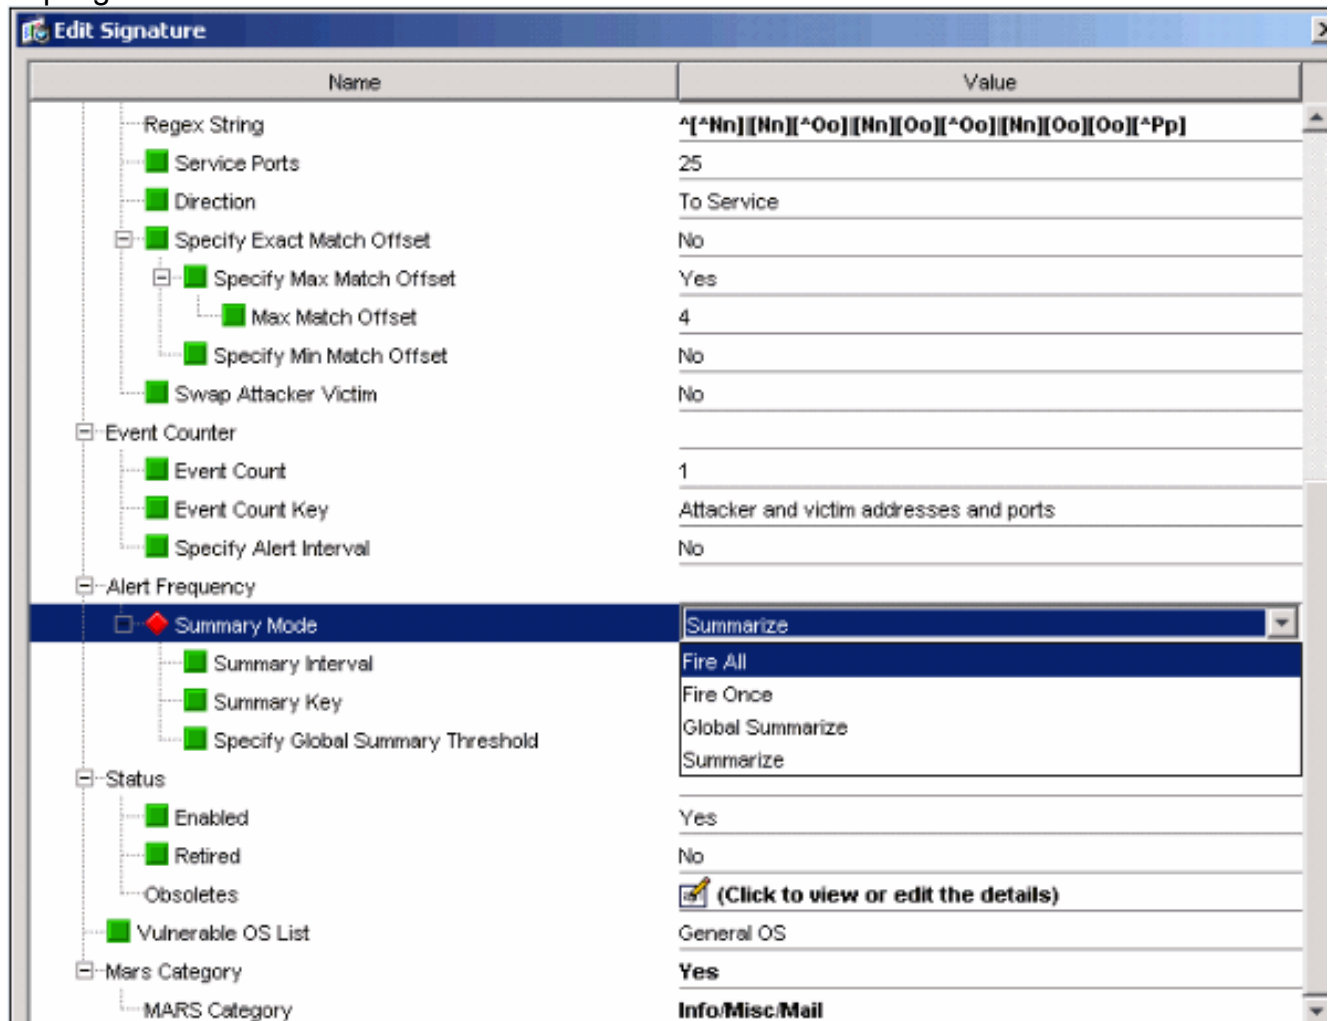 Edit Signature
Name Value
Regex String ^[^Nn]|[Nn][^Oo]|[Nn][Oo][^Oo]|[Nn][Oo][Oo][^Pp]
Service Ports 25
Direction To Service
Specify Exact Match Offset No
Specify Max Match Offset Yes
Max Match Offset 4
Specify Min Match Offset No
Swap Attacker Victim No
Event Counter
Event Count 1
Event Count Key Attacker and victim addresses and ports
Specify Alert Interval No
Alert Frequency
Summary Mode Summarize
Summary Interval Fire All
Summary Key Fire Once
Specify Global Summary Threshold Global Summarize
Summarize
Status
Enabled Yes
Retired No
Obsoletes (Click to view or edit the details)
Vulnerable OS List General OS
Mars Category Yes
MARS Category Info/Misc/Mail